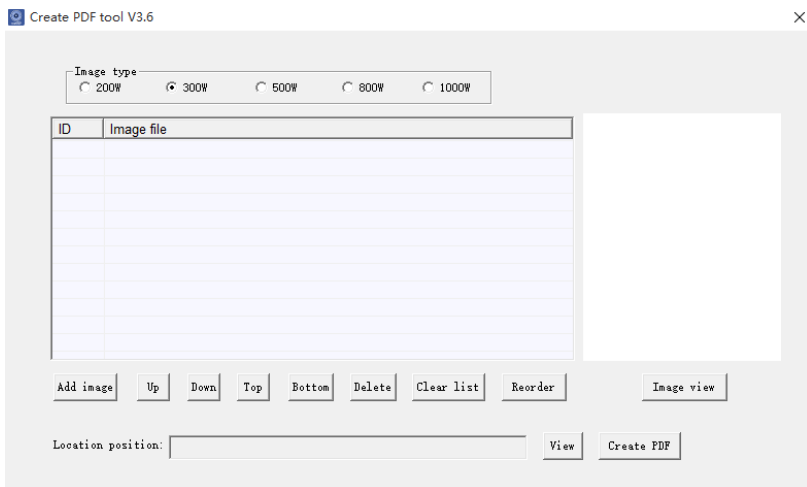 Create PDF tool V3.6
Image type
200W 300W 500W 800W 1000W
ID Image file
Add image Up Down Top Bottom Delete Clear list Reorder Image view
Location position: View Create PDF